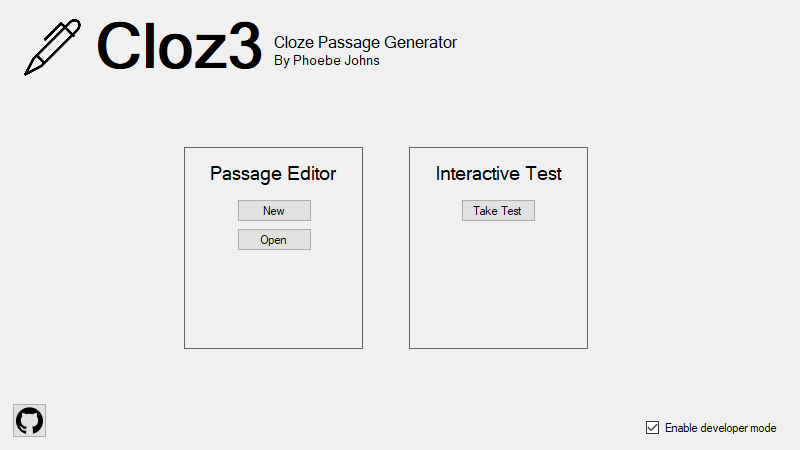 Cloz3
Cloze Passage Generator
By Phoebe Johns
Passage Editor
New
Open
Interactive Test
Take Test
Enable developer mode